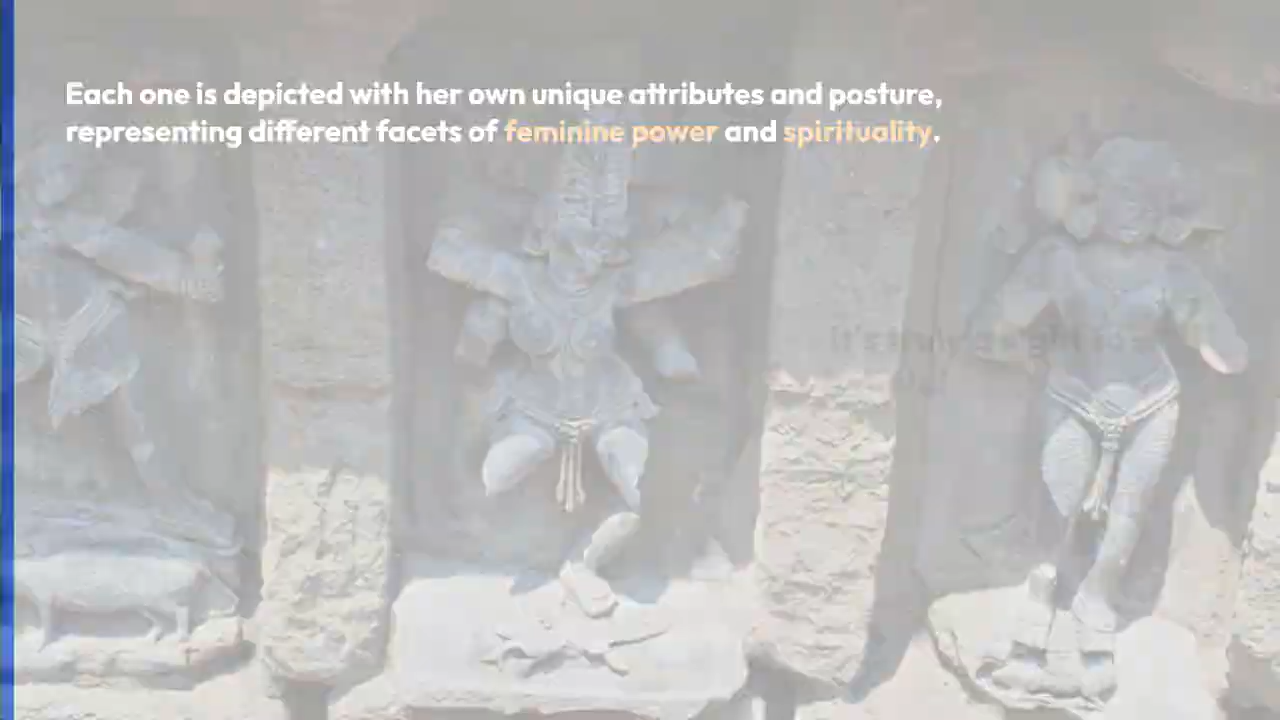 Each one is depicted with her own unique attributes and posture,
representing different facets of feminine power and spirituality.